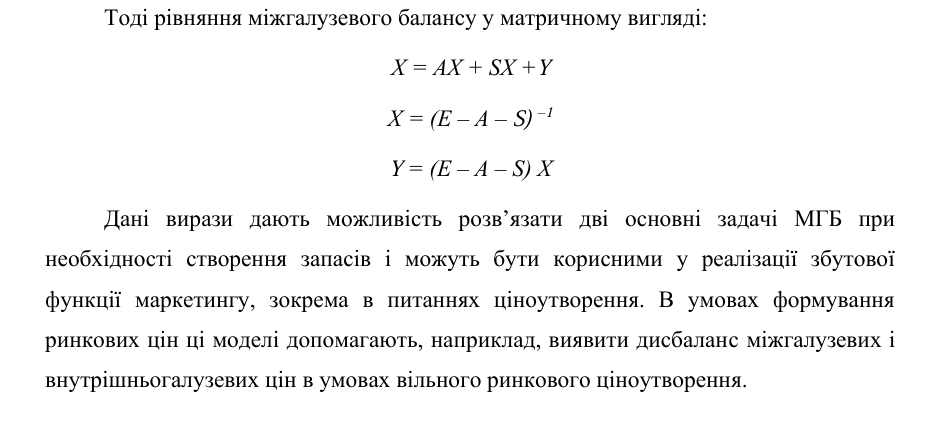 Тоді рівняння міжгалузевого балансу у матричному вигляді:
X = AX + SX + Y
X = (E – A – S) –1
Y = (E – A – S) X
Дані вирази дають можливість розв’язати дві основні задачі МГБ при
необхідності створення запасів і можуть бути корисними у реалізації збутової
функції маркетингу, зокрема в питаннях ціноутворення. В умовах формування
ринкових цін ці моделі допомагають, наприклад, виявити дисбаланс міжгалузевих і
внутрішньогалузевих цін в умовах вільного ринкового ціноутворення.